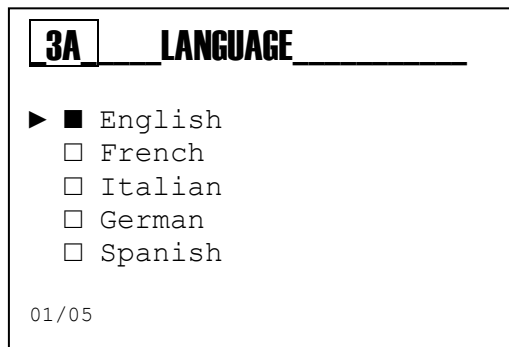 3A LANGUAGE
► ■ English
□ French
□ Italian
□ German
□ Spanish
01/05